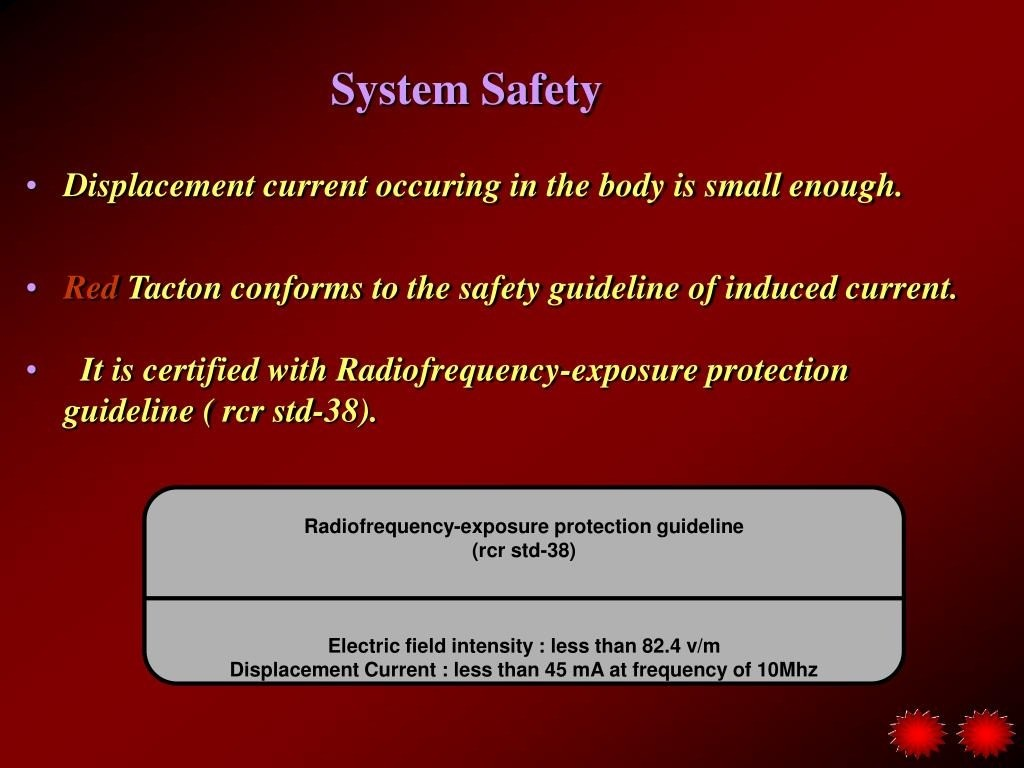 System Safety
• Displacement current occuring in the body is small enough.
• Red Tacton conforms to the safety guideline of induced current.
• It is certified with Radiofrequency-exposure protection
guideline ( rcr std-38).
Radiofrequency-exposure protection guideline
(rcr std-38)
Electric field intensity : less than 82.4 v/m
Displacement Current : less than 45 mA at frequency of 10Mhz